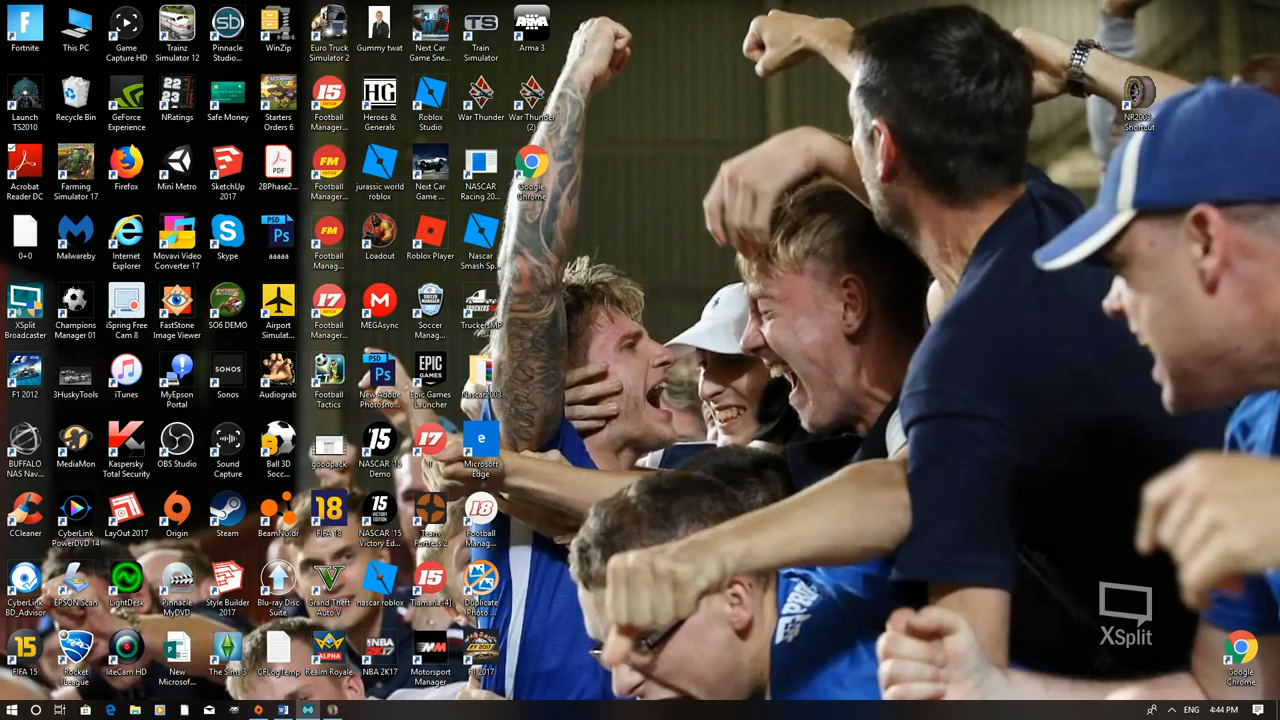 Fortnite
This PC
Game
Capture HD
Trainz
Simulator 12
Pinnacle
Studio...
WinZip
Euro Truck
Simulator 2
Gummy twat
Next Car
Game Sne...
Train
Simulator
Arma 3
Launch
TS2010
Recycle Bin
GeForce
Experience
NRatings
Safe Money
Starters
Orders 6
Football
Manager...
Heroes &
Generals
Roblox
Studio
War Thunder
War Thunder
(2)
NR2003
Shortcut
Acrobat
Reader DC
Farming
Simulator 17
Firefox
Mini Metro
SketchUp
2017
2BPhase2...
Football
Manager...
jurassic world
roblox
Next Car
Game ...
NASCAR
Racing 20...
Google
Chrome
0+0
Malwareby
Internet
Explorer
Movavi Video
Converter 17
Skype
aaaaa
Football
Manag...
Loadout
Roblox Player
Nascar
Smash Sp...
XSplit
Broadcaster
Champions
Manager 01
iSpring Free
Cam 8
FastStone
Image Viewer
SO6 DEMO
Airport
Simulat...
Football
Manager...
MEGAsync
Soccer
Manag...
TruckersMP
F1 2012
3HuskyTools
iTunes
MyEpson
Portal
Sonos
Audiograb
Football
Tactics
New Adobe
Photosho...
Epic Games
Launcher
Nascar2003
BUFFALO
NAS Nav...
MediaMon
Kaspersky
Total Security
OBS Studio
Sound
Capture
Ball 3D
Socc...
gooopack
NASCAR '15
Demo
!!
Microsoft
Edge
CCleaner
CyberLink
PowerDVD 14
LayOut 2017
Origin
Steam
BeamNG.dr
FIFA 18
NASCAR '15
Victory Ed...
Team
Fortress 2
Football
Manag...
CyberLink
BD_Advisor
EPSON Scan
LightDesk
Pinnacle
MyDVD
Style Builder
2017
Blu-ray Disc
Suite
Grand Theft
Auto V
nascar roblox
Tiamana14]
Duplicate
Photo ...
XSplit
FIFA 15
Rocket
League
liteCam HD
New
Microsof...
The Sims 3
CFLogTemp
Realm Royale
NBA 2K17
Motorsport
Manager
F1 2017
Google
Chrome
ENG
4:44 PM